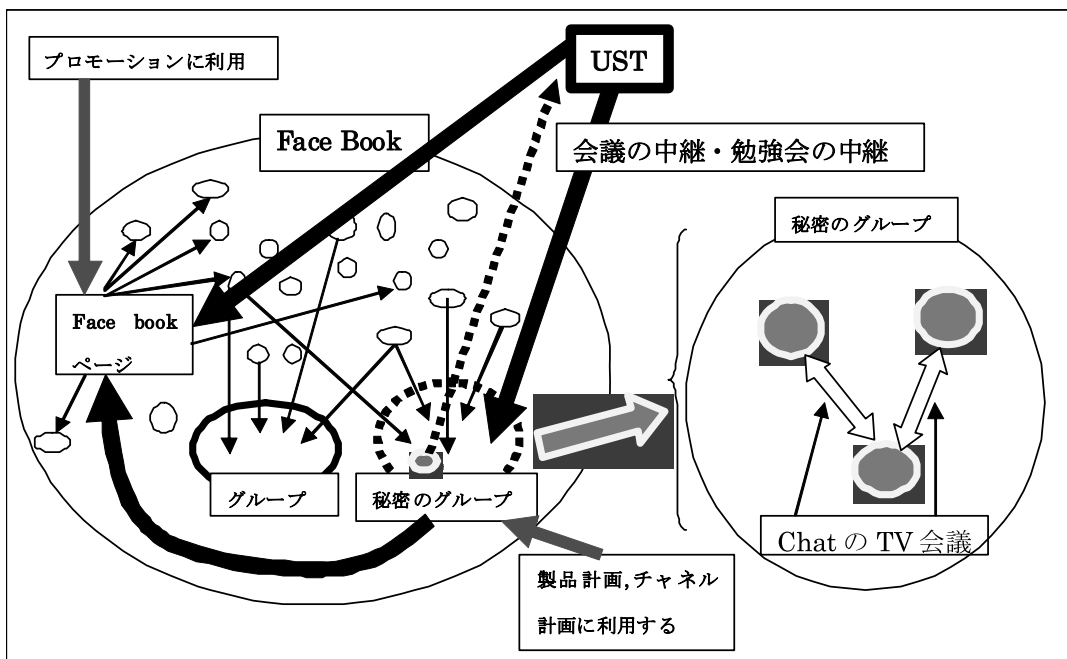 プロモーションに利用
UST
Face Book
会議の中継・勉強会の中継
秘密のグループ
Face book
ページ
グループ
秘密のグループ
Chat の TV 会議
製品計画,チャネル
計画に利用する